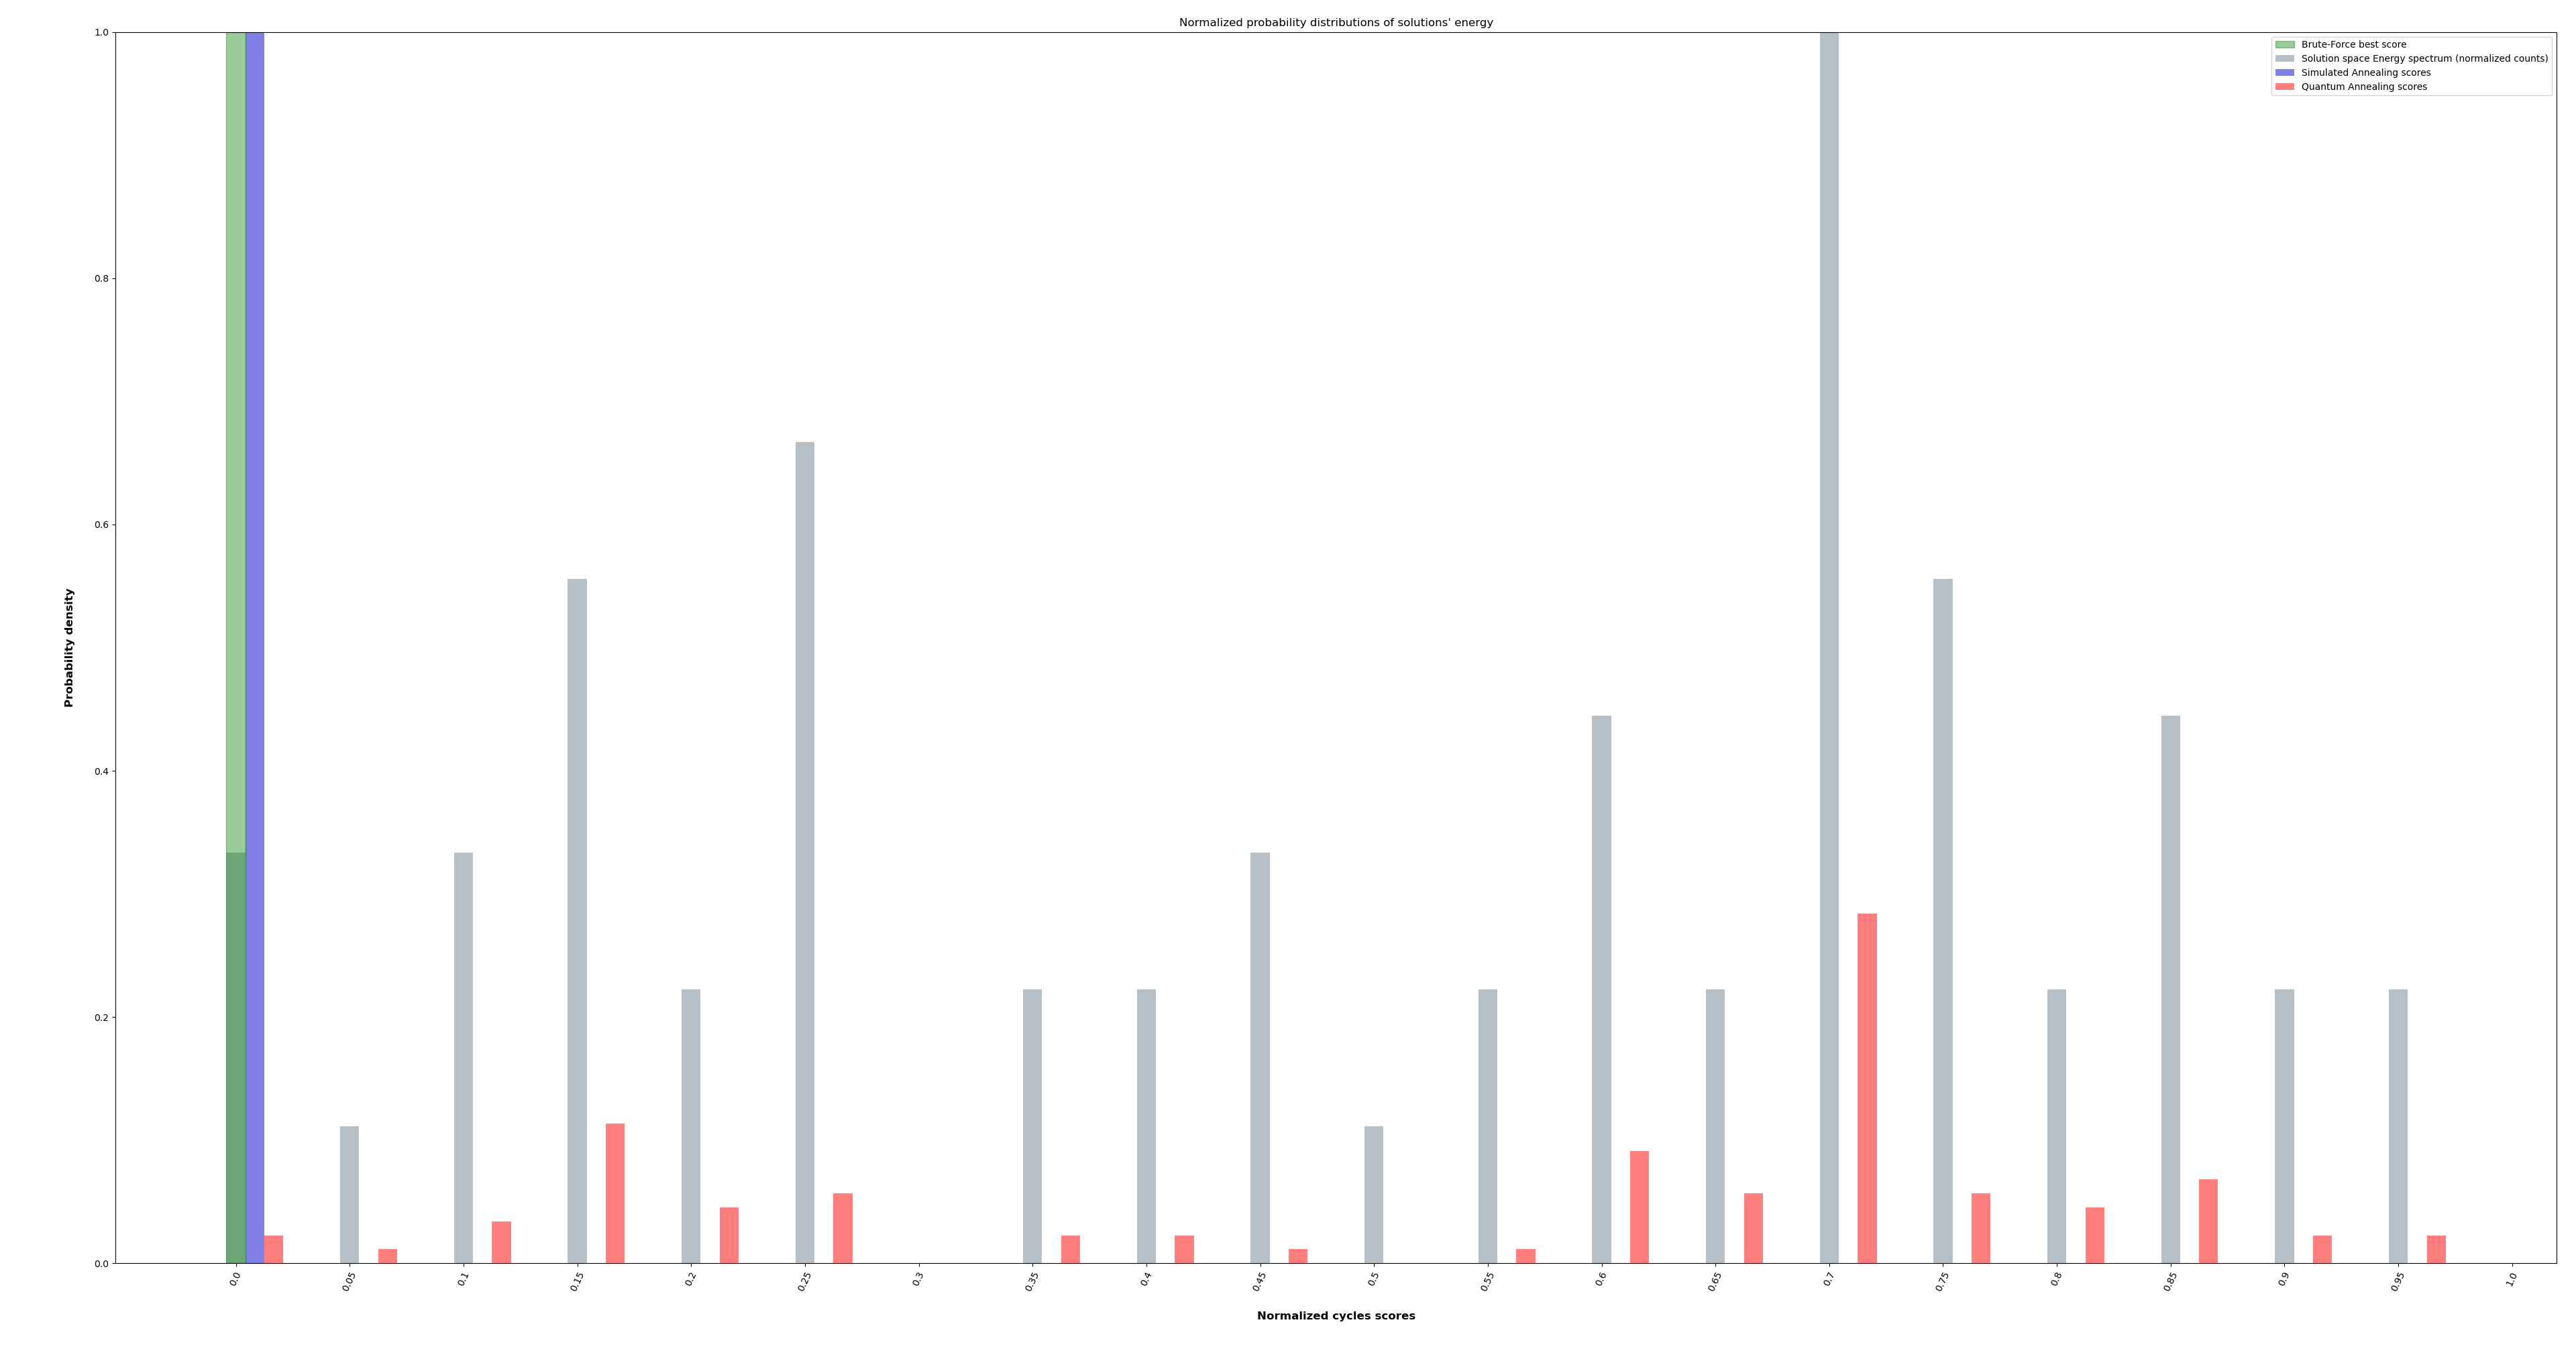 Normalized probability distributions of solutions' energy
1.0
0.8
0.6
0.4
0.2
0.0
Probability density
Brute-Force best score
Solution space Energy spectrum (normalized counts)
Simulated Annealing scores
Quantum Annealing scores
0.0 0.05 0.1 0.15 0.2 0.25 0.3 0.35 0.4 0.45 0.5 0.55 0.6 0.65 0.7 0.75 0.8 0.85 0.9 0.95 1.0
Normalized cycles scores